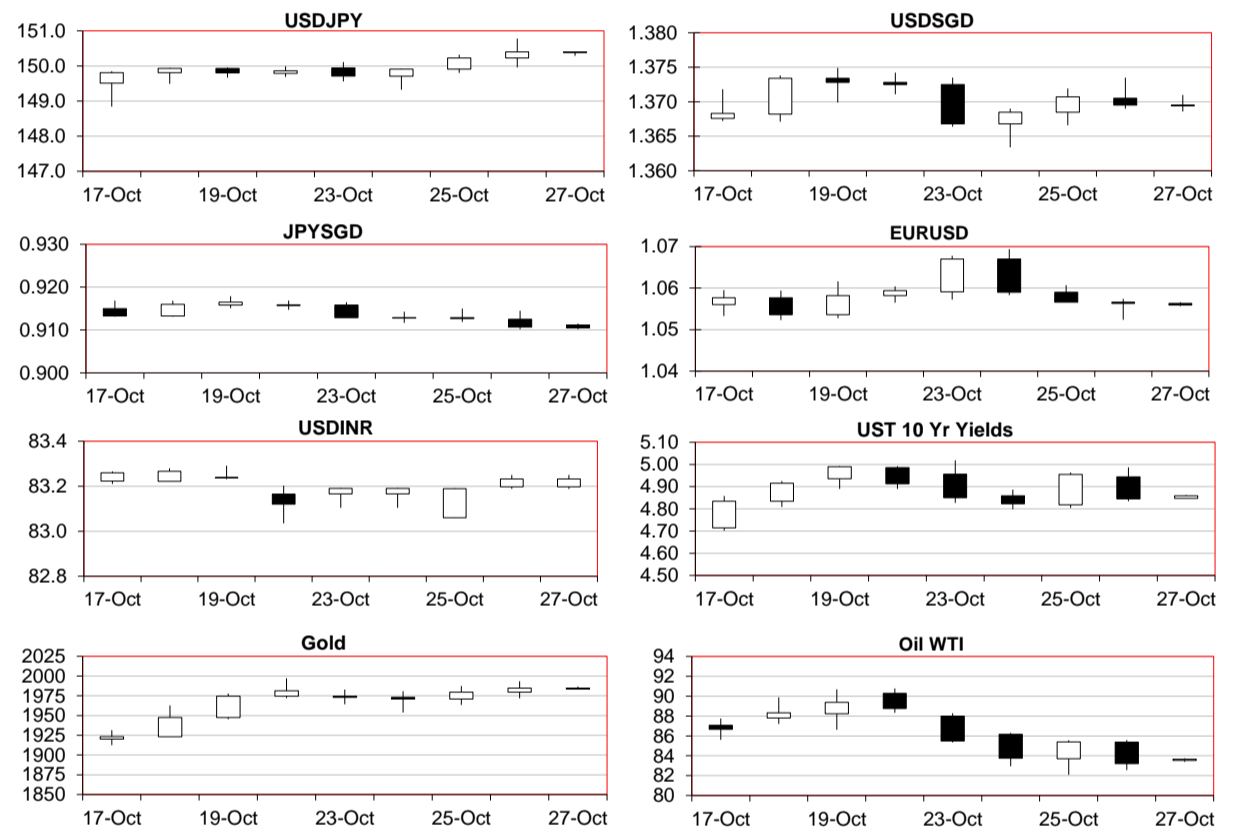 USDJPY
151.0
150.0
149.0
148.0
147.0
17-Oct 19-Oct 23-Oct 25-Oct 27-Oct
USDSGD
1.380
1.375
1.370
1.365
1.360
17-Oct 19-Oct 23-Oct 25-Oct 27-Oct
JPYSGD
0.930
0.920
0.910
0.900
17-Oct 19-Oct 23-Oct 25-Oct 27-Oct
EURUSD
1.07
1.06
1.05
1.04
17-Oct 19-Oct 23-Oct 25-Oct 27-Oct
USDINR
83.4
83.2
83.0
82.8
17-Oct 19-Oct 23-Oct 25-Oct 27-Oct
UST 10 Yr Yields
5.10
5.00
4.90
4.80
4.70
4.60
4.50
17-Oct 19-Oct 23-Oct 25-Oct 27-Oct
Gold
2025
2000
1975
1950
1925
1900
1875
1850
17-Oct 19-Oct 23-Oct 25-Oct 27-Oct
Oil WTI
94
92
90
88
86
84
82
80
17-Oct 19-Oct 23-Oct 25-Oct 27-Oct